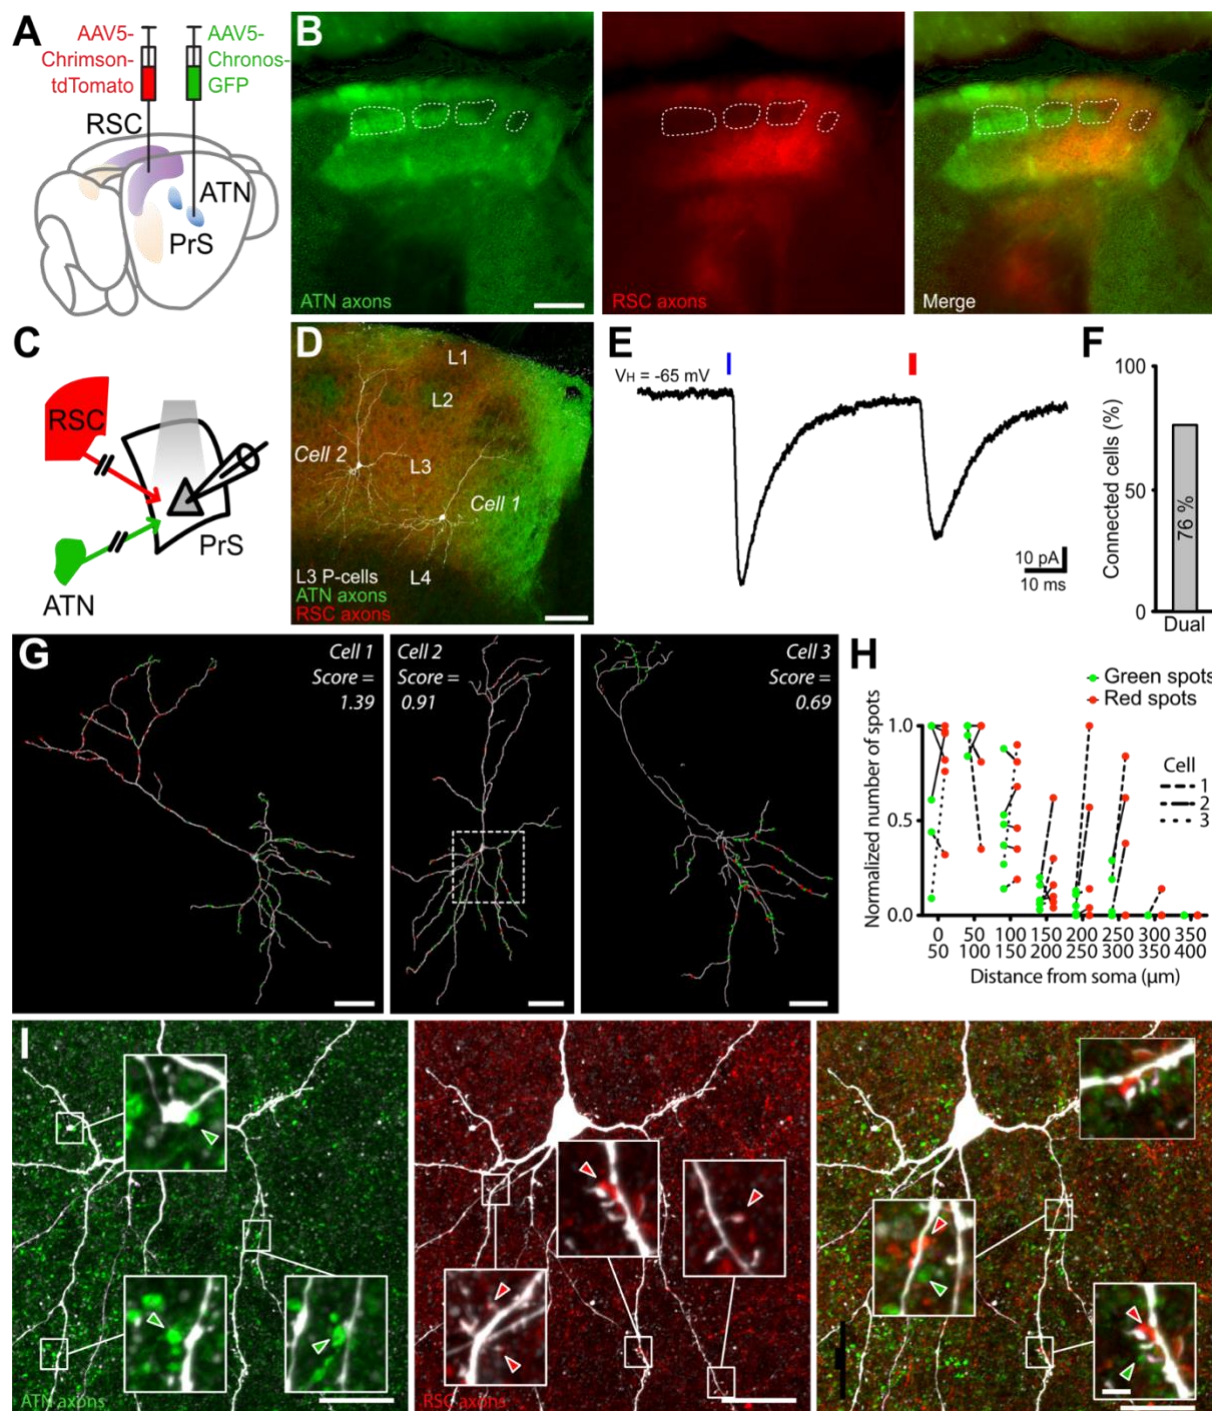 A
AAV5-
Chrimson-
tdTomato
AAV5-
Chronos-
GFP
RSC
ATN
PrS
B
ATN axons
RSC axons
Merge
C
RSC
PrS
ATN
D
L1
L2
Cell 2
L3
Cell 1
L4
L3 P-cells
ATN axons
RSC axons
E
VH = -65 mV
10 pA
10 ms
F
Connected cells (%)
100
50
0
76 %
Dual
G
Cell 1
Score =
1.39
Cell 2
Score =
0.91
Cell 3
Score =
0.69
H
Green spots
Red spots
Normalized number of spots
1.0
0.5
0.0
Cell
1
2
3
0 50 100 150 200 250 300 350
50 100 150 200 250 300 350 400
Distance from soma (µm)
I
ATN axons
RSC axons